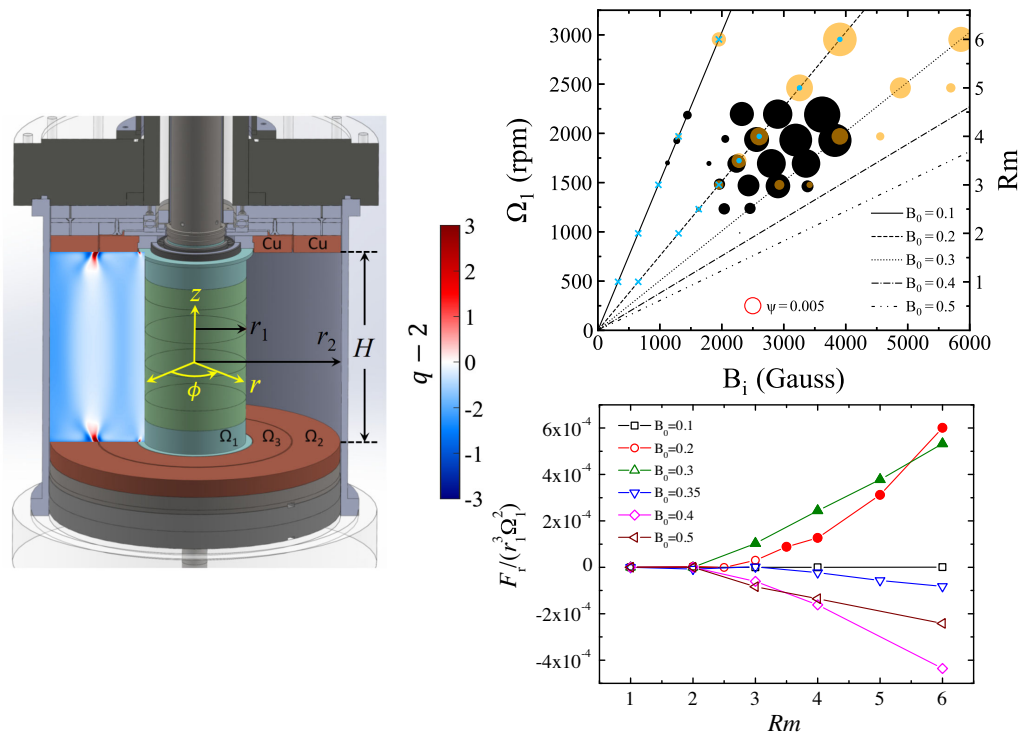 Cu Cu
z
r₁
r₂
H
ϕ
r
Ω₁ Ω₃ Ω₂
q − 2
3
2
1
0
-1
-2
-3
Ω₁ (rpm)
3000
2500
2000
1500
1000
500
0
0 1000 2000 3000 4000 5000 6000
Bᵢ (Gauss)
Rm
6
5
4
3
2
1
B₀ = 0.1
B₀ = 0.2
B₀ = 0.3
B₀ = 0.4
B₀ = 0.5
ψ = 0.005
Fᵣ/(r₁³Ω₁²)
6x10⁻⁴
4x10⁻⁴
2x10⁻⁴
0
-2x10⁻⁴
-4x10⁻⁴
B₀=0.1
B₀=0.2
B₀=0.3
B₀=0.35
B₀=0.4
B₀=0.5
1 2 3 4 5 6
Rm